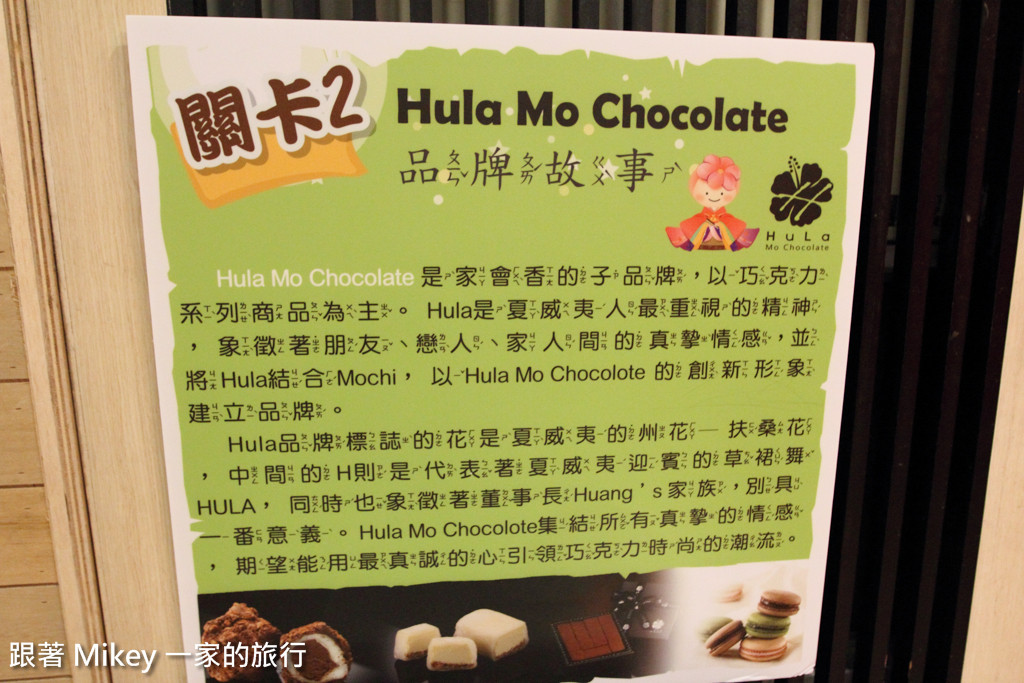 關卡2
Hula Mo Chocolate
品牌故事
HuLa
Mo Chocolate
Hula Mo Chocolate 是家會香的子品牌，以巧克力
系列商品為主。 Hula是夏威夷人最重視的精神
，象徵著朋友、戀人、家人間的真摯情感，並
將Hula結合Mochi， 以Hula Mo Chocolote 的創新形象
建立品牌。
Hula品牌標誌的花是夏威夷的州花─ 扶桑花
，中間的H則是代表著夏威夷迎賓的草裙舞
HULA， 同時也象徵著董事長Huang's家族，別具
一番意義。Hula Mo Chocolote集結所有真摯的情感
，期望能用最真誠的心引領巧克力時尚的潮流。
跟著 Mikey 一家的旅行